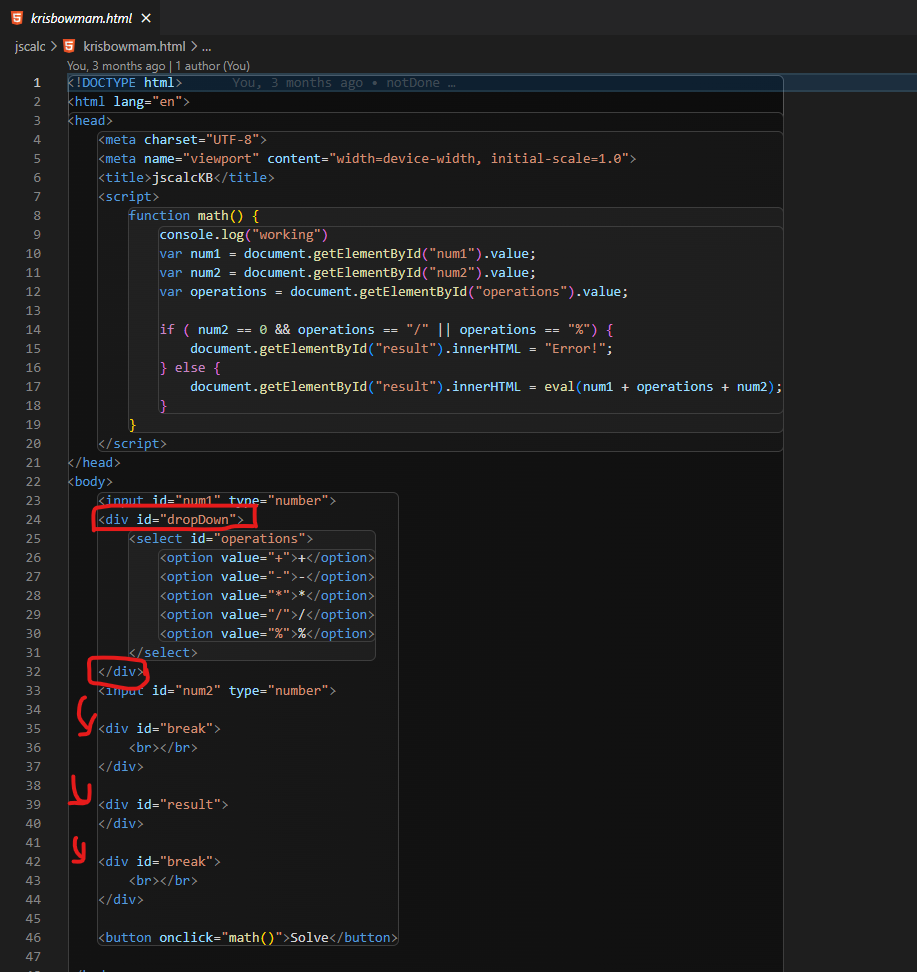 krisbowmam.html ×
jscalc > krisbowmam.html > ...
You, 3 months ago | 1 author (You)
1 <!DOCTYPE html> You, 3 months ago • notDone …
2 <html lang="en">
3 <head>
4 <meta charset="UTF-8">
5 <meta name="viewport" content="width=device-width, initial-scale=1.0">
6 <title>jscalcKB</title>
7 <script>
8 function math() {
9 console.log("working")
10 var num1 = document.getElementById("num1").value;
11 var num2 = document.getElementById("num2").value;
12 var operations = document.getElementById("operations").value;
13
14 if ( num2 == 0 && operations == "/" || operations == "%") {
15 document.getElementById("result").innerHTML = "Error!";
16 } else {
17 document.getElementById("result").innerHTML = eval(num1 + operations + num2);
18 }
19 }
20 </script>
21 </head>
22 <body>
23 <input id="num1" type="number">
24 <div id="dropDown">
25 <select id="operations">
26 <option value="+">+</option>
27 <option value="-">-</option>
28 <option value="*">*</option>
29 <option value="/">/</option>
30 <option value="%">%</option>
31 </select>
32 </div>
33 <input id="num2" type="number">
34
35 <div id="break">
36 <br></br>
37 </div>
38
39 <div id="result">
40 </div>
41
42 <div id="break">
43 <br></br>
44 </div>
45
46 <button onclick="math()">Solve</button>
47